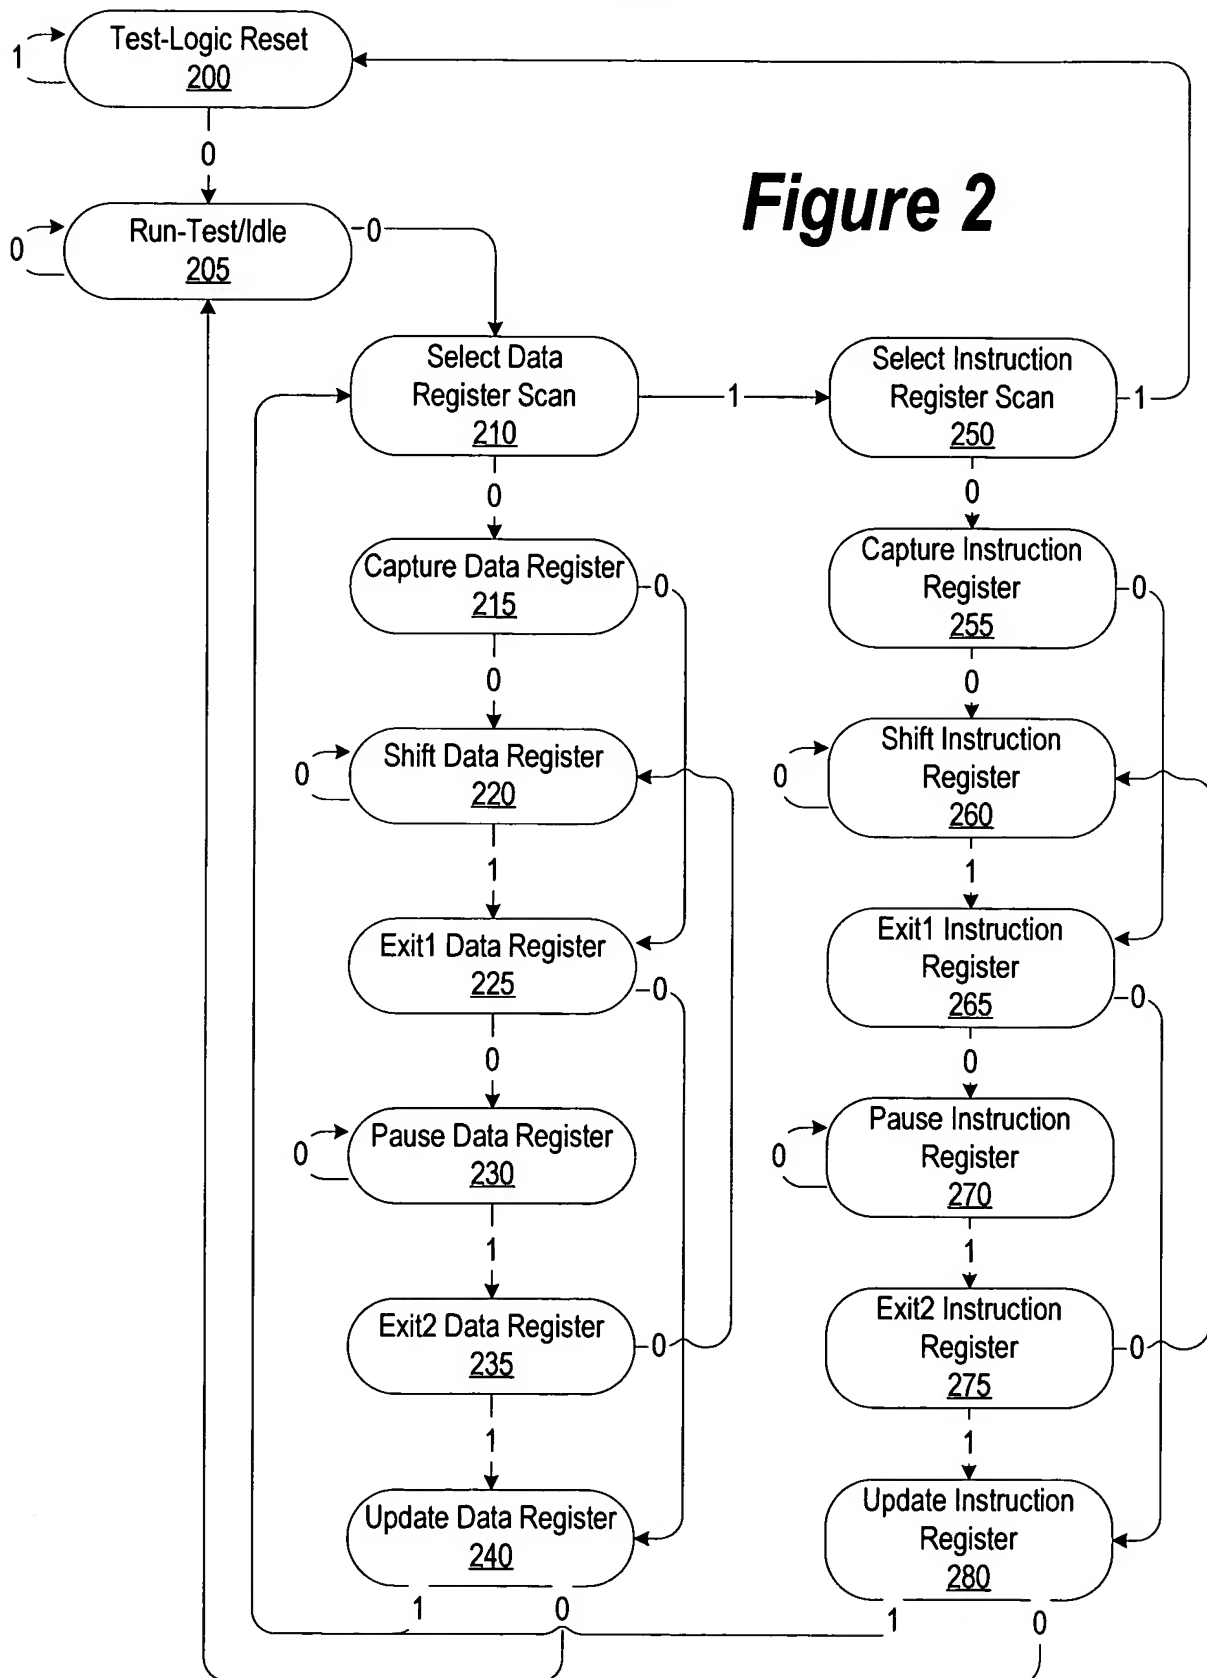 Test-Logic Reset
200
1
0
Figure 2
Run-Test/Idle
205
0
0
Select Data
Register Scan
210
1
Select Instruction
Register Scan
250
1
0
0
Capture Data Register
215
0
Capture Instruction
Register
255
0
0
0
Shift Data Register
220
0
Shift Instruction
Register
260
0
1
1
Exit1 Data Register
225
0
Exit1 Instruction
Register
265
0
0
0
Pause Data Register
230
0
Pause Instruction
Register
270
0
1
1
Exit2 Data Register
235
0
Exit2 Instruction
Register
275
0
1
1
Update Data Register
240
Update Instruction
Register
280
1
0
1
0